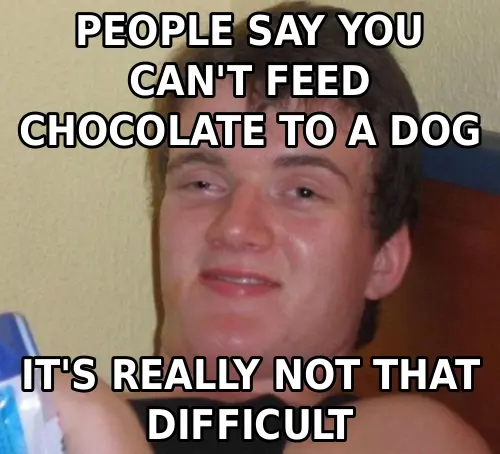 PEOPLE SAY YOU
CAN'T FEED
CHOCOLATE TO A DOG
IT'S REALLY NOT THAT
DIFFICULT